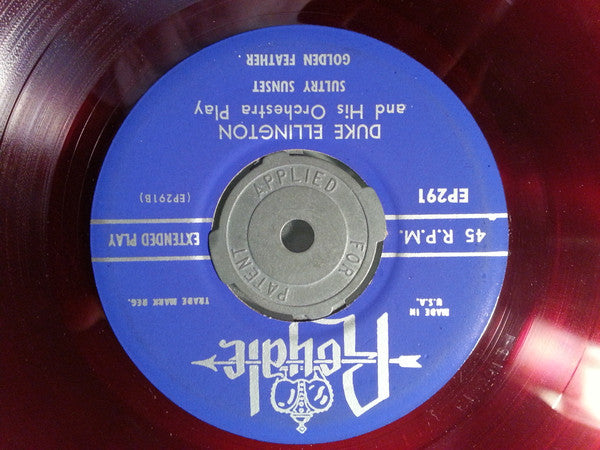 Royale
MADE IN
U.S.A.
TRADE MARK REG.
45 R.P.M.
EXTENDED PLAY
EP291
(EP291B)
DUKE ELLINGTON
and His Orchestra Play
SULTRY SUNSET
GOLDEN FEATHER
APPLIED FOR PATENT